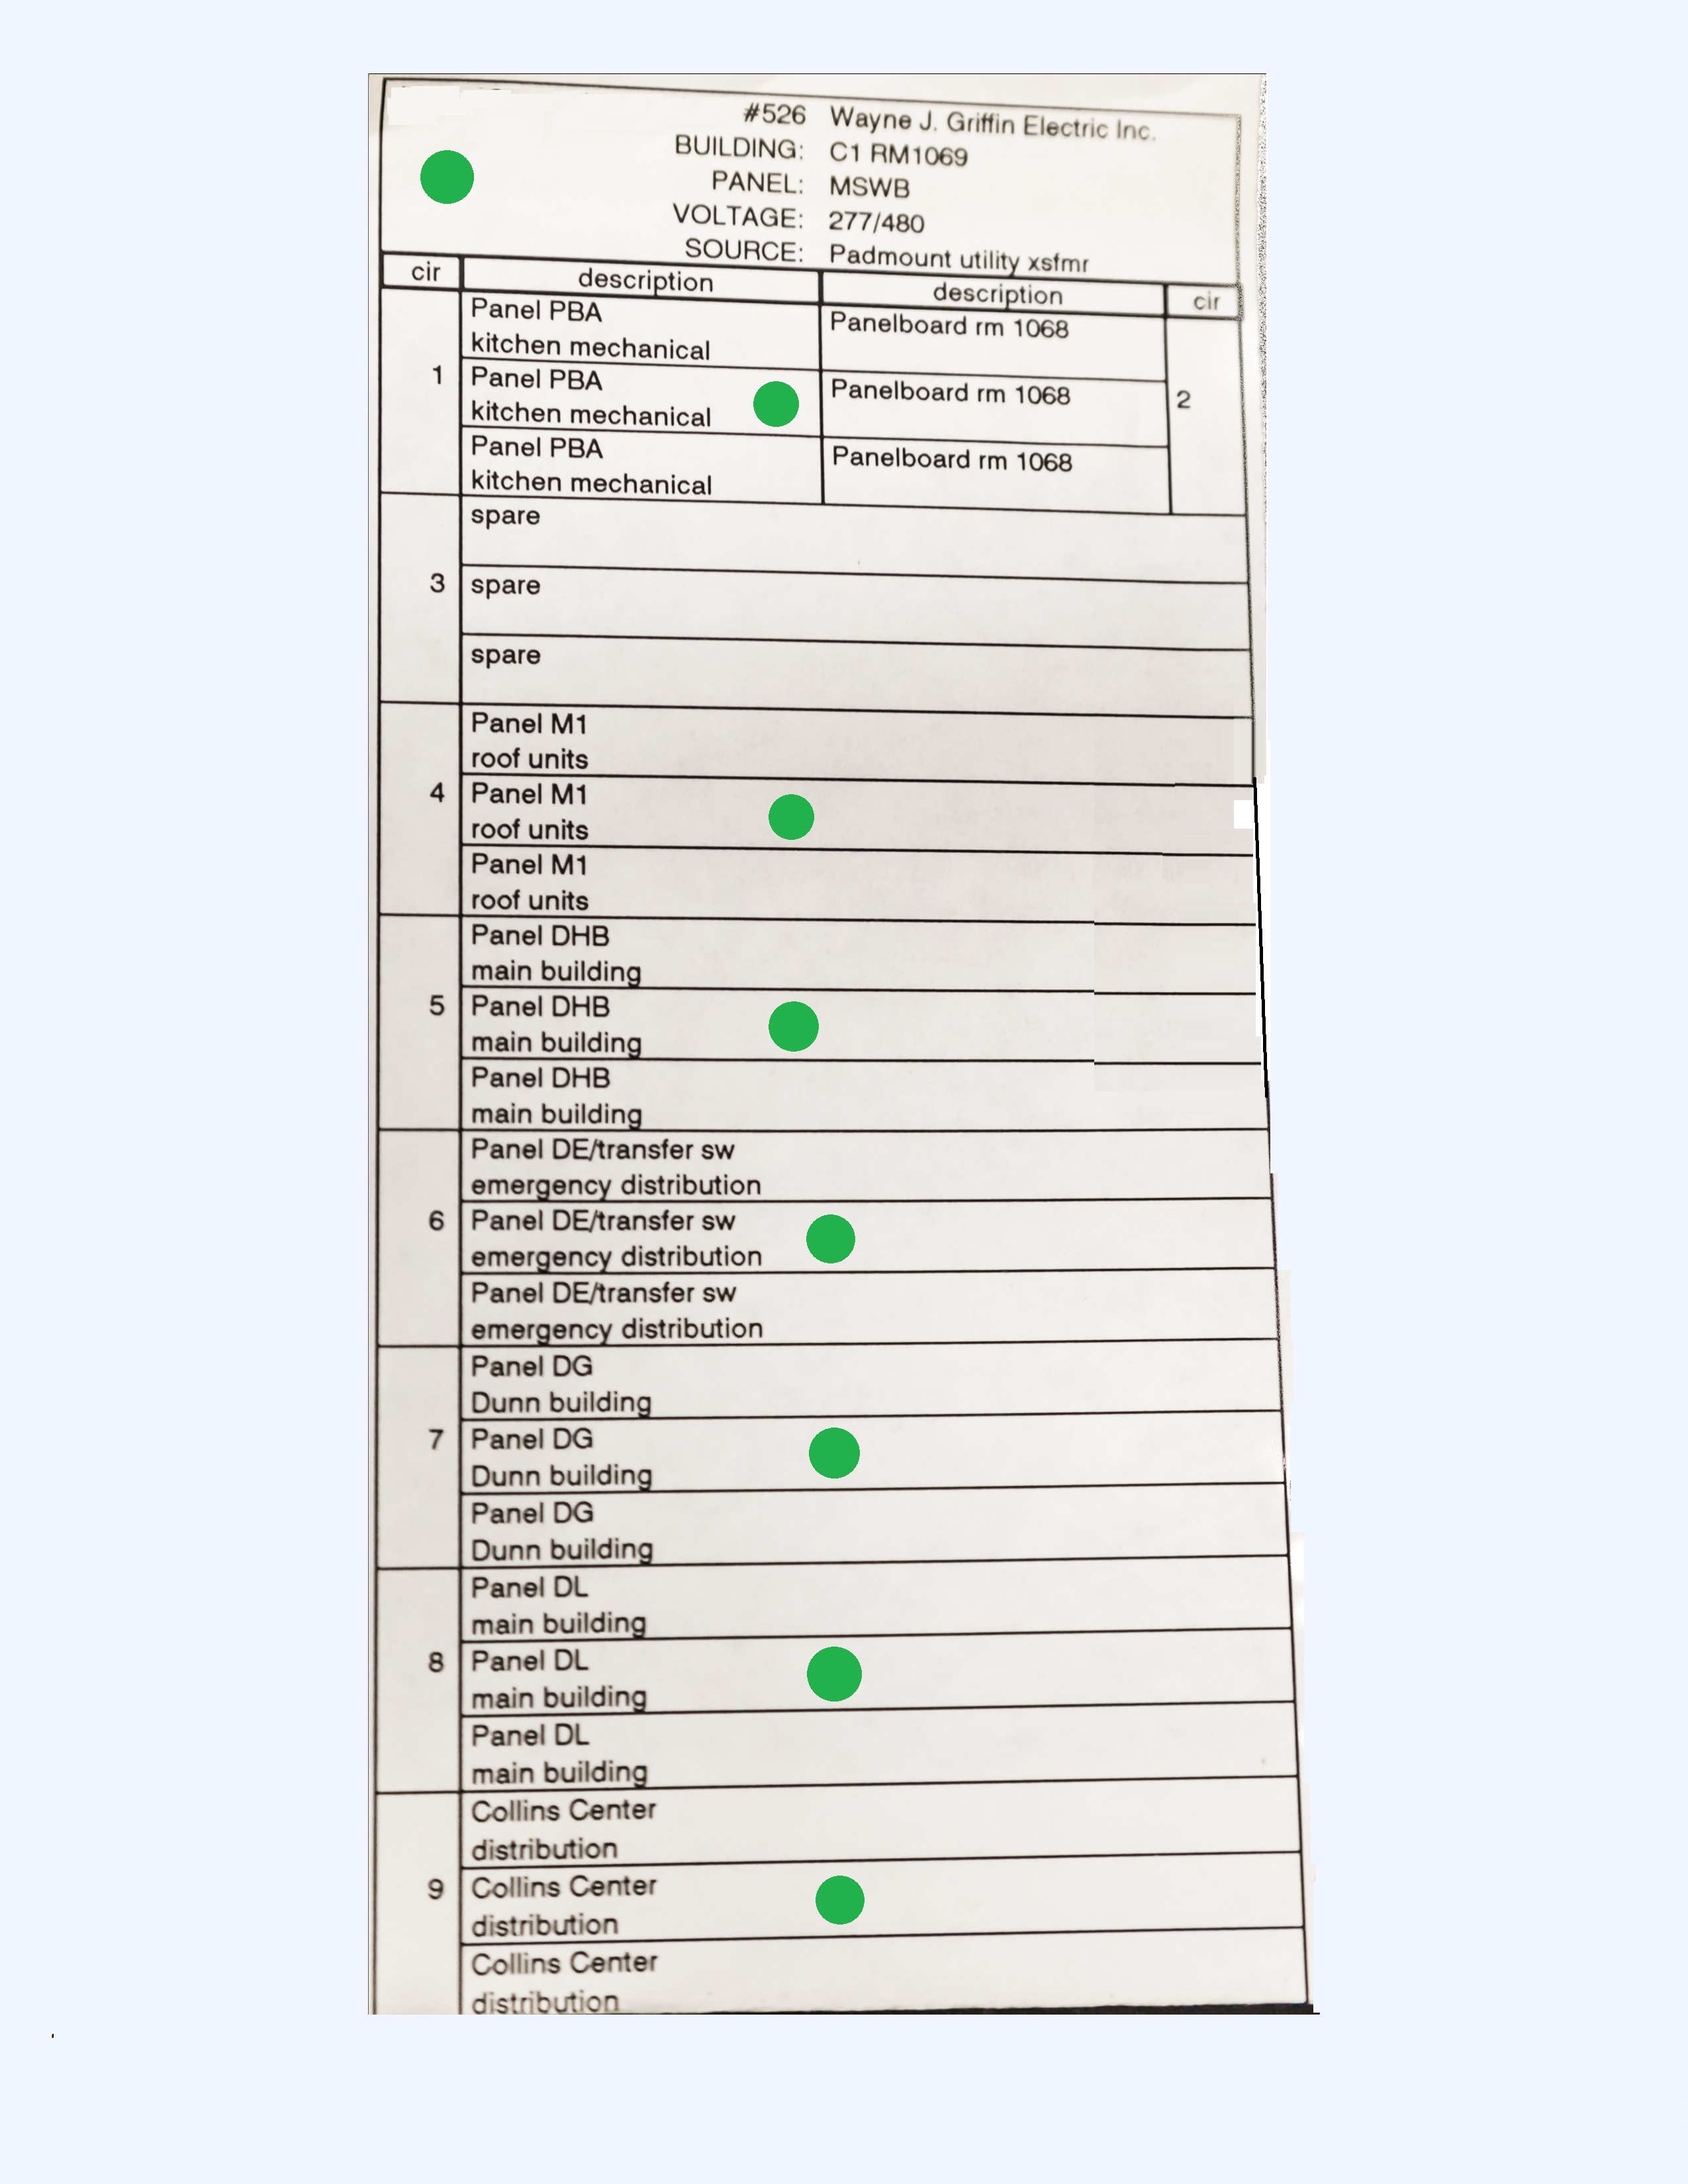 #526 Wayne J. Griffin Electric Inc.
BUILDING: C1 RM1069
PANEL: MSWB
VOLTAGE: 277/480
SOURCE: Padmount utility xsfmr
cir description description cir
Panel PBA
kitchen mechanical
Panelboard rm 1068
1
Panel PBA
kitchen mechanical
Panelboard rm 1068
2
Panel PBA
kitchen mechanical
Panelboard rm 1068
spare
3 spare
spare
Panel M1
roof units
4 Panel M1
roof units
Panel M1
roof units
Panel DHB
main building
5 Panel DHB
main building
Panel DHB
main building
Panel DE/transfer sw
emergency distribution
6 Panel DE/transfer sw
emergency distribution
Panel DE/transfer sw
emergency distribution
Panel DG
Dunn building
7 Panel DG
Dunn building
Panel DG
Dunn building
Panel DL
main building
8 Panel DL
main building
Panel DL
main building
Collins Center
distribution
9 Collins Center
distribution
Collins Center
distribution